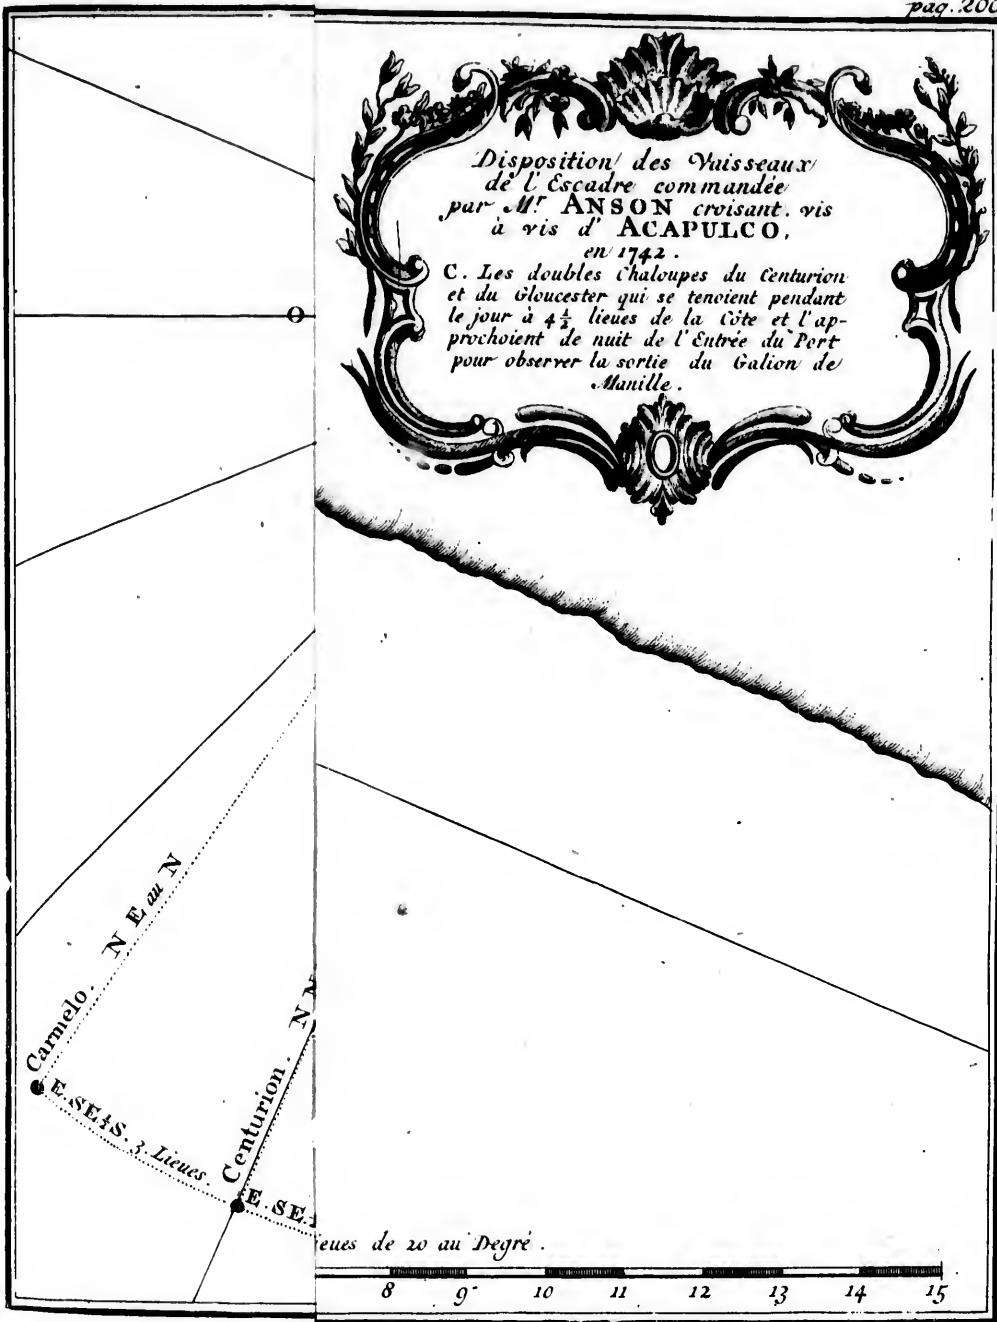 pag. 200
Disposition des Vaisseaux
de l'Escadre commandée
par Mr ANSON croisant. vis
à vis d' ACAPULCO,
en 1742.
C. Les doubles Chaloupes du Centurion
et du Gloucester qui se tenoient pendant
le jour à 4½ lieues de la Côte et l'ap-
prochoient de nuit de l'Entrée du Port
pour observer la sortie du Galion de
Manille.
O
N E au N
Carmelo.
E. SE¼S. 3. Lieues.
Centurion. N N
E. SE.
ieues de 20 au Degré.
8 9 10 11 12 13 14 15